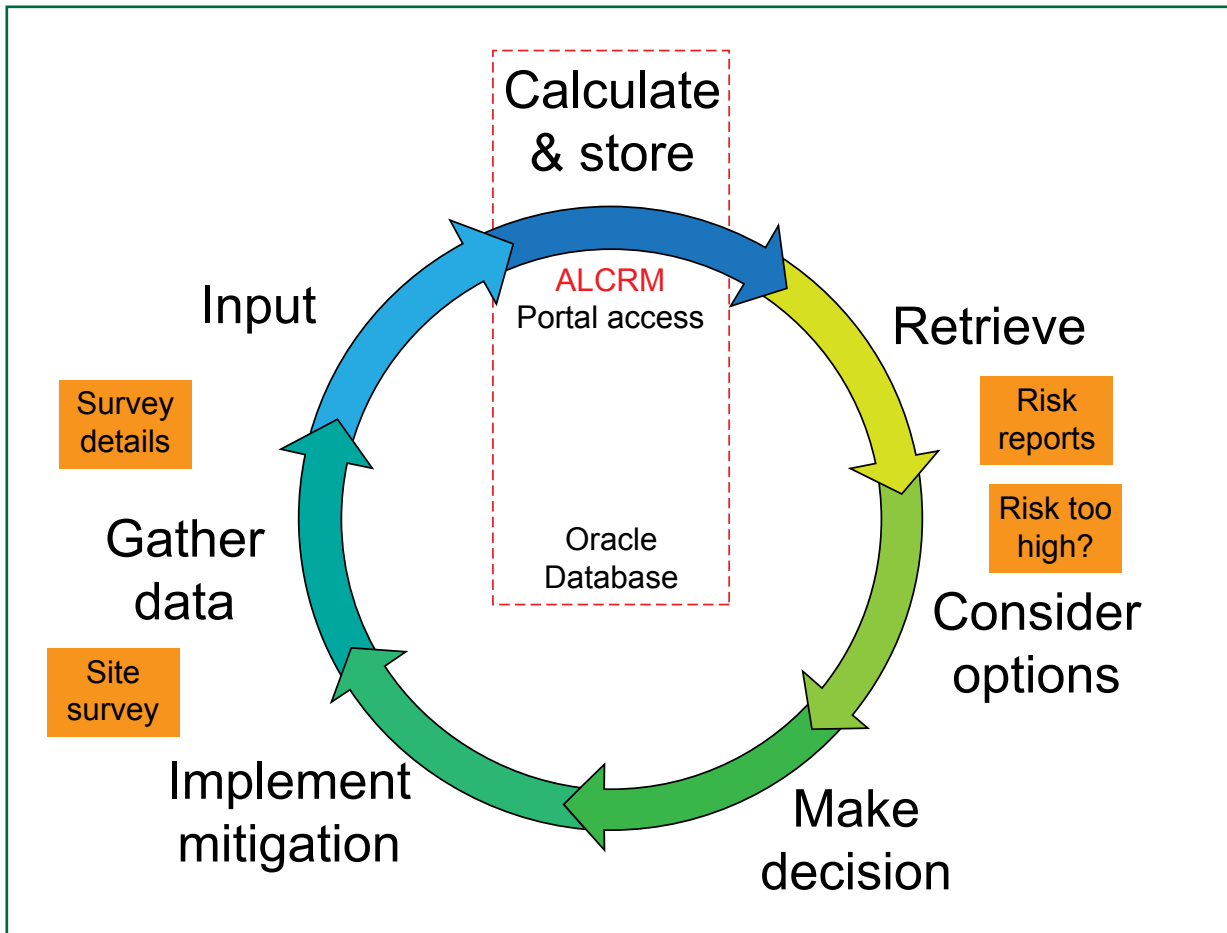 Calculate
& store
ALCRM
Portal access
Oracle
Database
Retrieve
Risk
reports
Risk too
high?
Consider
options
Make
decision
Implement
mitigation
Site
survey
Gather
data
Survey
details
Input